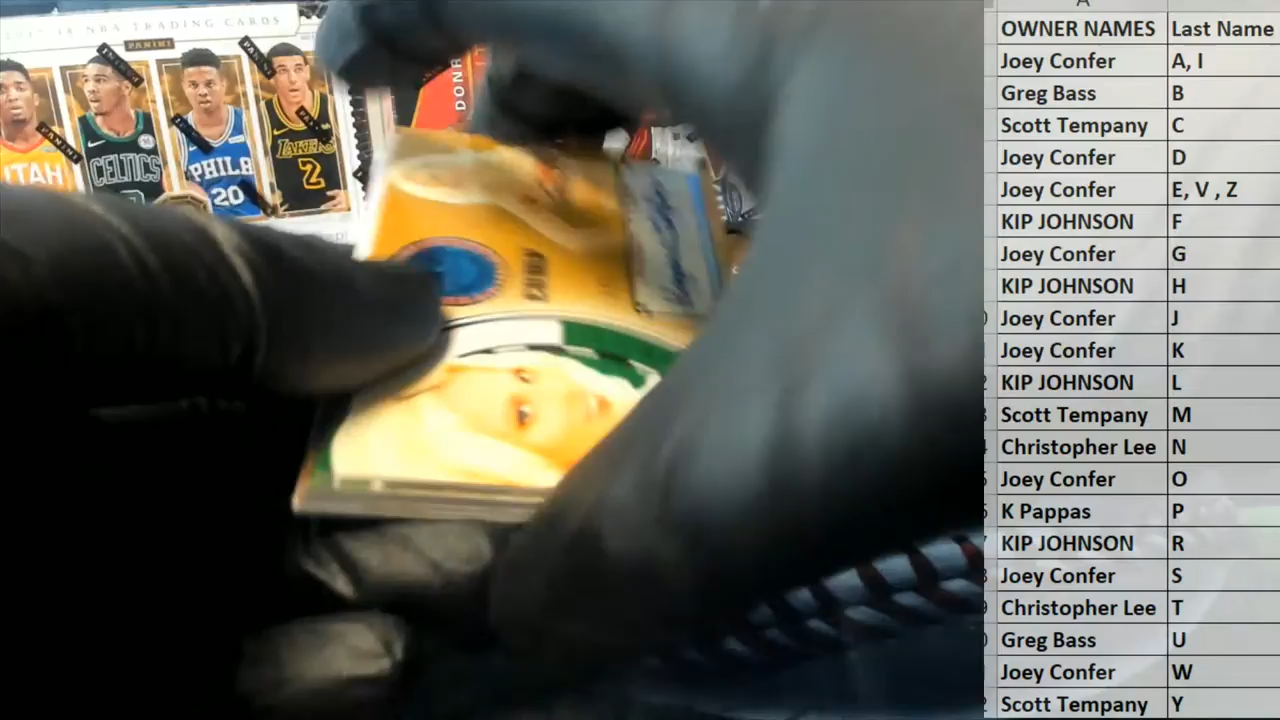 2017-18 NBA TRADING CARDS
PANINI
UTAH
CELTICS
PHILA
20
LAKERS
2
DONR
OWNER NAMES Last Name
Joey Confer A, I
Greg Bass B
Scott Tempany C
Joey Confer D
Joey Confer E, V , Z
KIP JOHNSON F
Joey Confer G
KIP JOHNSON H
Joey Confer J
Joey Confer K
KIP JOHNSON L
Scott Tempany M
Christopher Lee N
Joey Confer O
K Pappas P
KIP JOHNSON R
Joey Confer S
Christopher Lee T
Greg Bass U
Joey Confer W
Scott Tempany Y